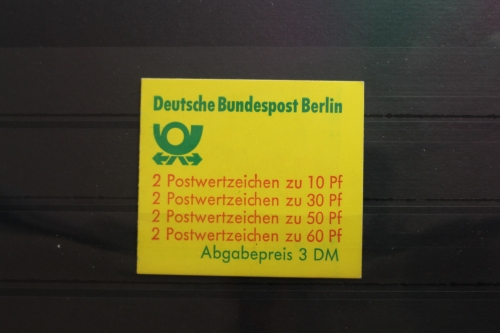 Deutsche Bundespost Berlin
2 Postwertzeichen zu 10 Pf
2 Postwertzeichen zu 30 Pf
2 Postwertzeichen zu 50 Pf
2 Postwertzeichen zu 60 Pf
Abgabepreis 3 DM